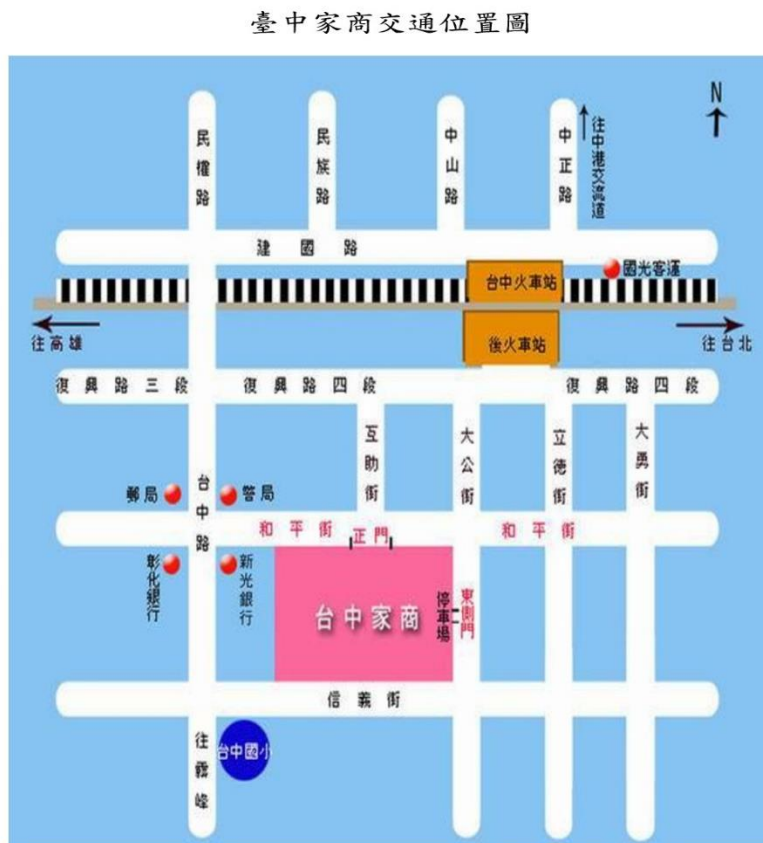 臺中家商交通位置圖
N
民權路
民族路
中山路
中正路
往中港交流道
建國路
國光客運
台中火車站
往高雄
後火車站
往台北
復興路三段
復興路四段
復興路四段
互助街
大公街
立德街
大勇街
台中路
郵局
警局
和平街
正門
和平街
彰化銀行
新光銀行
台中家商
停車場
東側門
信義街
往霧峰
台中國小